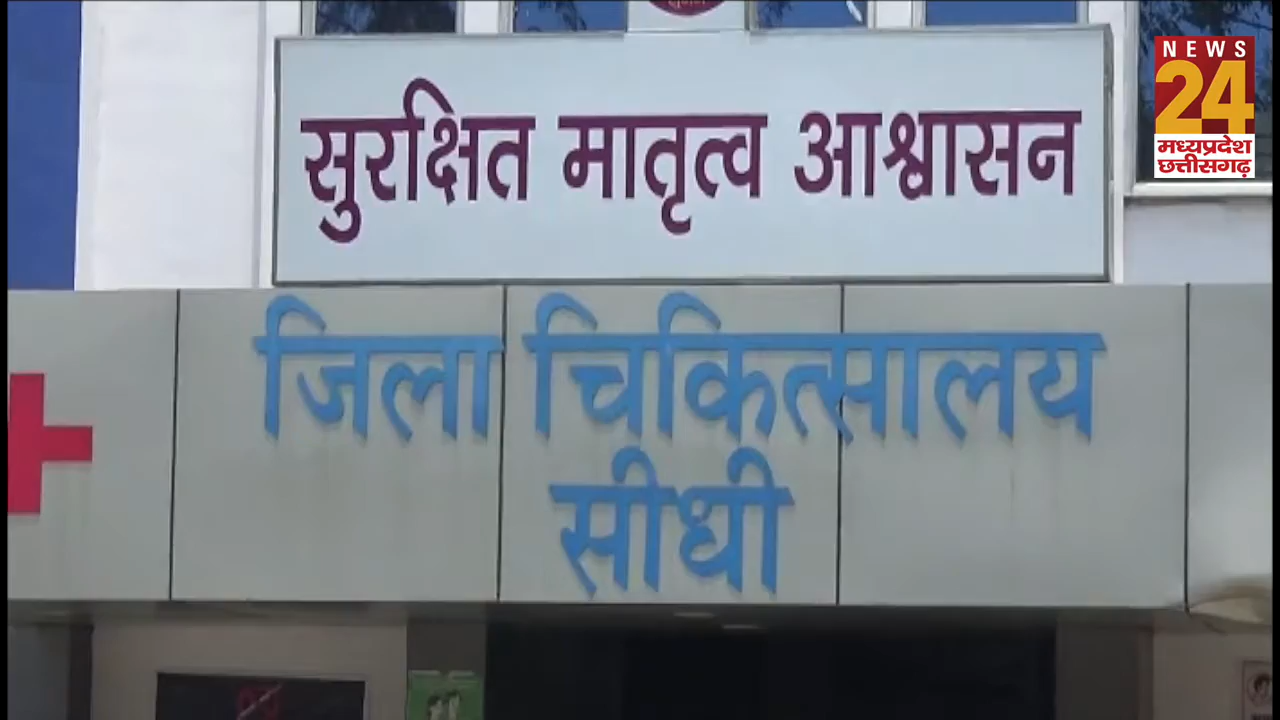 सुरक्षित मातृत्व आश्वासन
NEWS
24
मध्यप्रदेश
छत्तीसगढ़
जिला चिकित्सालय
सीधी